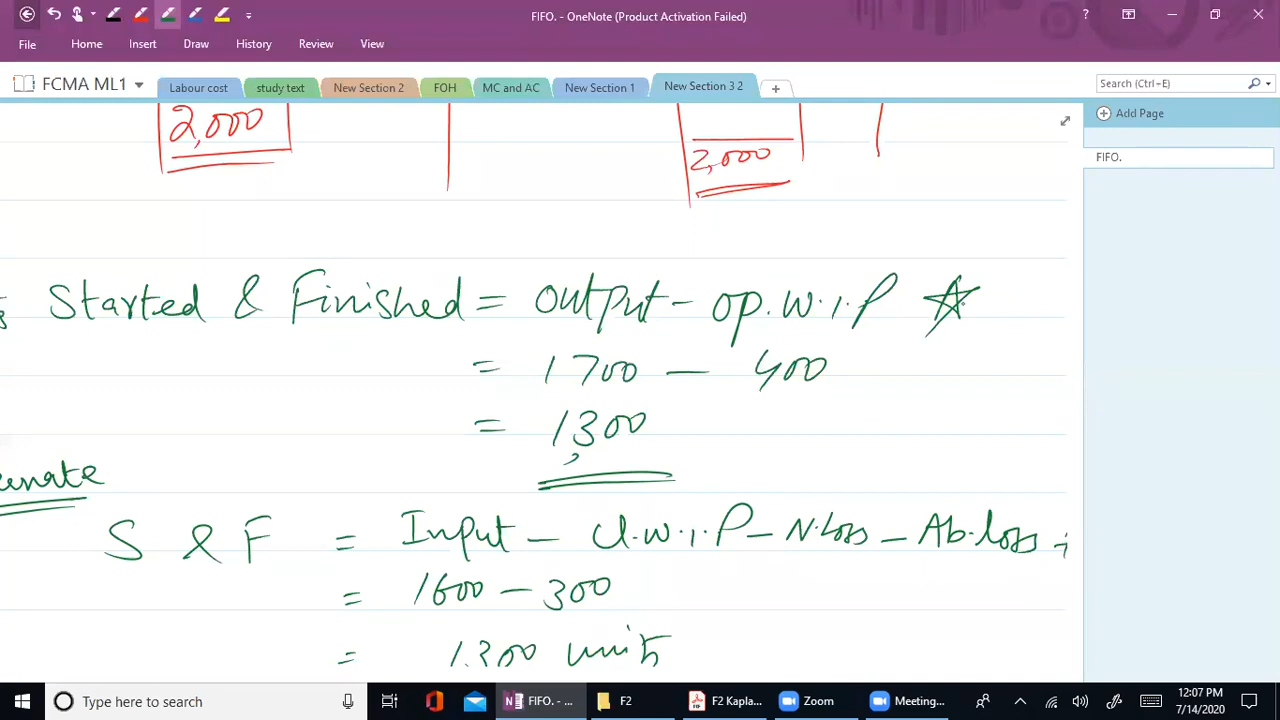 FIFO. - OneNote (Product Activation Failed)
?
File Home Insert Draw History Review View
FCMA ML1
Labour cost study text New Section 2 FOH MC and AC New Section 1 New Section 3 2 +
Search (Ctrl+E)
Add Page
FIFO.
2,000
2,000
Started & Finished = output - op.w.i.p
= 1700 - 400
= 1,300
S & F = Input - Cl.w.i.P - N.Loss - Ab.loss +
= 1600 - 300
= 1300 units
Type here to search
FIFO. - ... F2 F2 Kapla... Zoom Meeting...
12:07 PM
7/14/2020